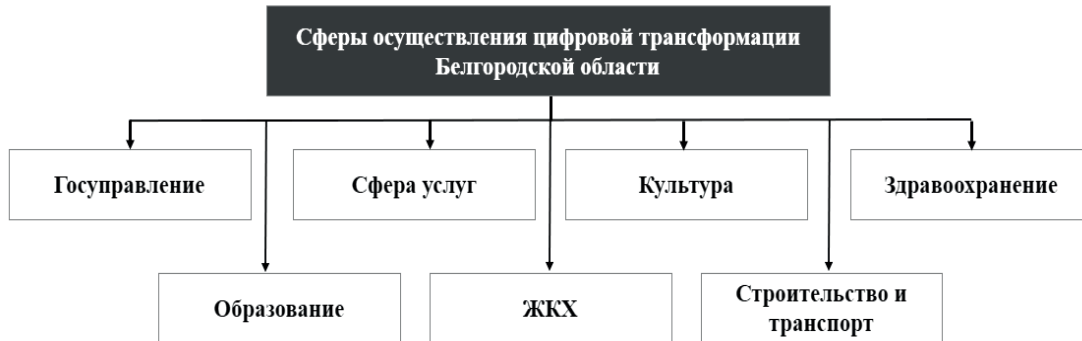 Сферы осуществления цифровой трансформации
Белгородской области
Госуправление
Сфера услуг
Культура
Здравоохранение
Образование
ЖКХ
Строительство и
транспорт